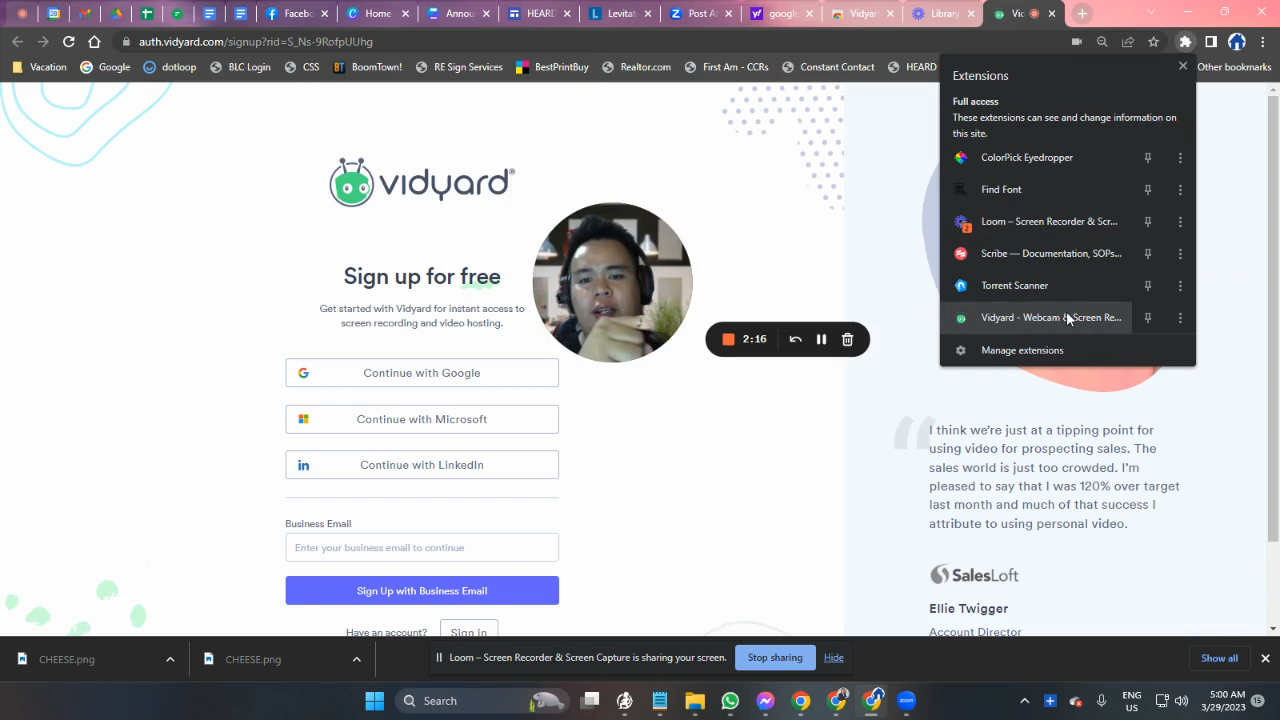 Facebo
Home
Annou
HEARD
Levitat
Post A
google
Vidyar
Library
Vic
auth.vidyard.com/signup?rid=S_Ns-9RofpUUhg
Vacation
Google
dotloop
BLC Login
CSS
BoomTown!
RE Sign Services
BestPrintBuy
Realtor.com
First Am - CCRs
Constant Contact
HEARD
Other bookmarks
Extensions
Full access
These extensions can see and change information on
this site.
ColorPick Eyedropper
Find Font
Loom – Screen Recorder & Scr...
2
Scribe — Documentation, SOPs...
Torrent Scanner
Vidyard - Webcam & Screen Re...
Manage extensions
vidyard®
Sign up for free
Get started with Vidyard for instant access to
screen recording and video hosting.
2:16
Continue with Google
Continue with Microsoft
Continue with LinkedIn
Business Email
Enter your business email to continue
Sign Up with Business Email
Have an account?
Sign in
“
I think we're just at a tipping point for
using video for prospecting sales. The
sales world is just too crowded. I'm
pleased to say that I was 120% over target
last month and much of that success I
attribute to using personal video.
SalesLoft
Ellie Twigger
Account Director
CHEESE.png
CHEESE.png
Loom – Screen Recorder & Screen Capture is sharing your screen.
Stop sharing
Hide
Show all
Search
zoom
ENG
US
5:00 AM
3/29/2023
15